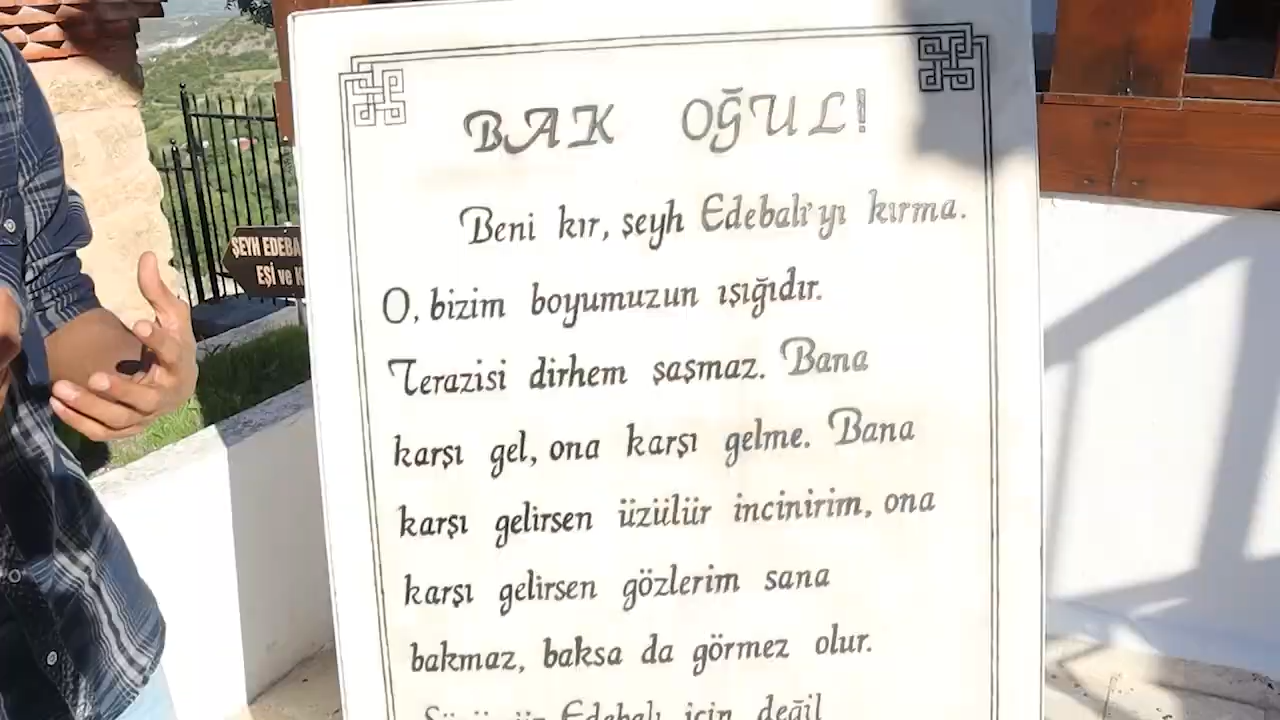 BAK OĞUL!
Beni kır, şeyh Edebalı'yı kırma.
O, bizim boyumuzun ışığıdır.
Terazisi dirhem şaşmaz. Bana
karşı gel, ona karşı gelme. Bana
karşı gelirsen üzülür incinirim, ona
karşı gelirsen gözlerim sana
bakmaz, baksa da görmez olur.
Edebalı için değil
ŞEYH EDEBA
EŞİ ve K